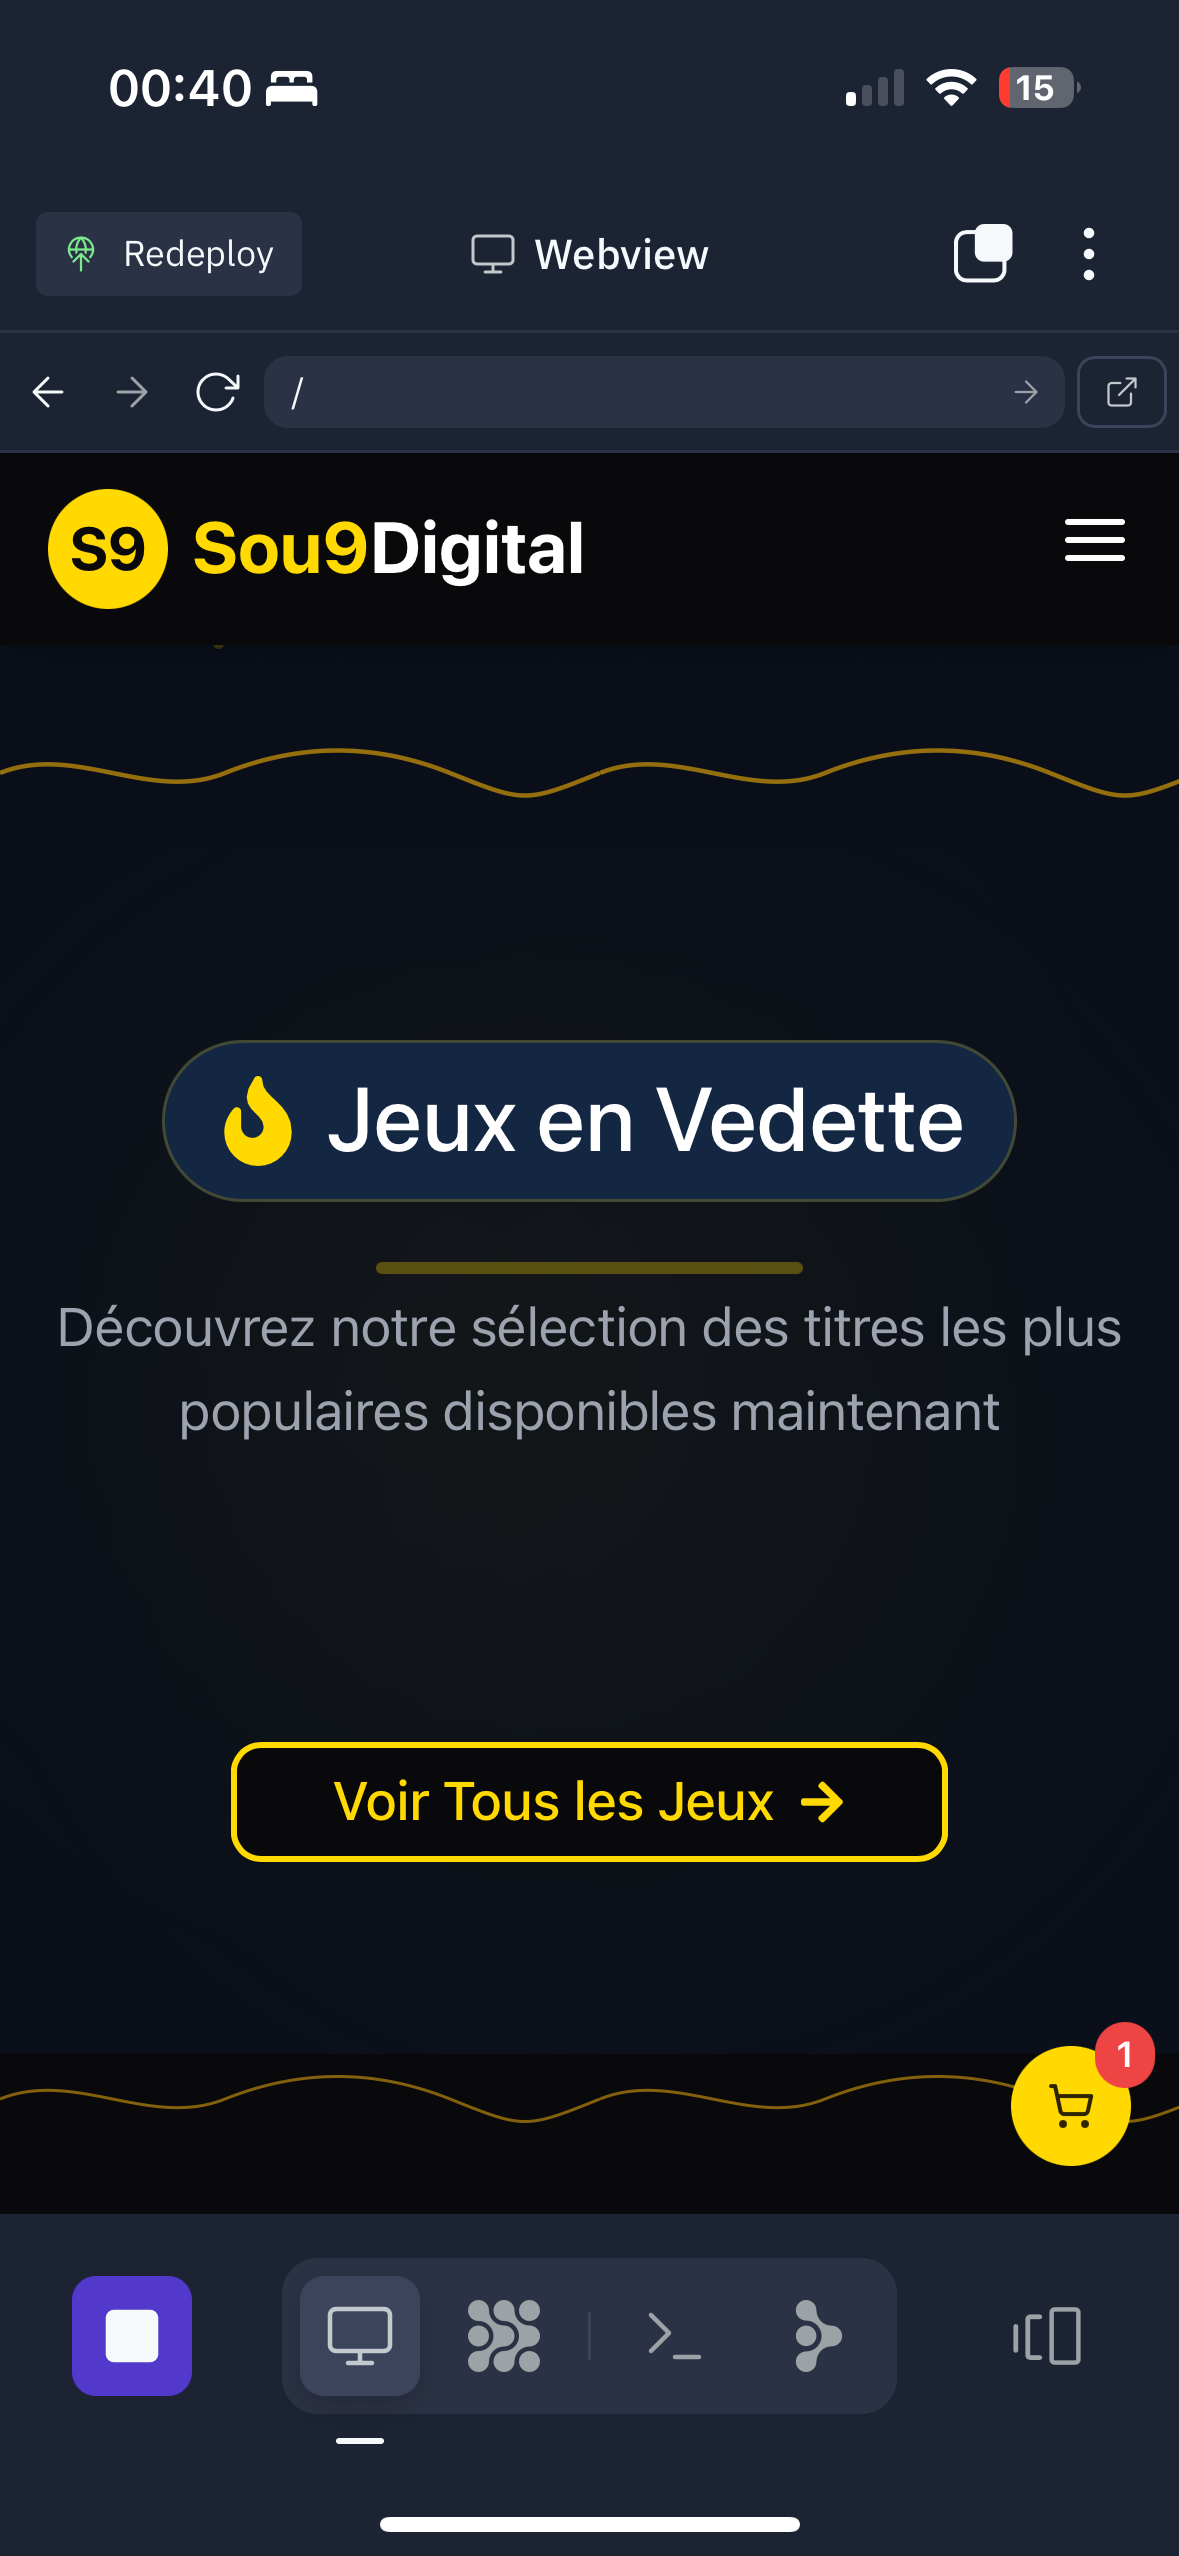 00:40
15
Redeploy
Webview
/
S9 Sou9Digital
Jeux en Vedette
Découvrez notre sélection des titres les plus
populaires disponibles maintenant
Voir Tous les Jeux →
1